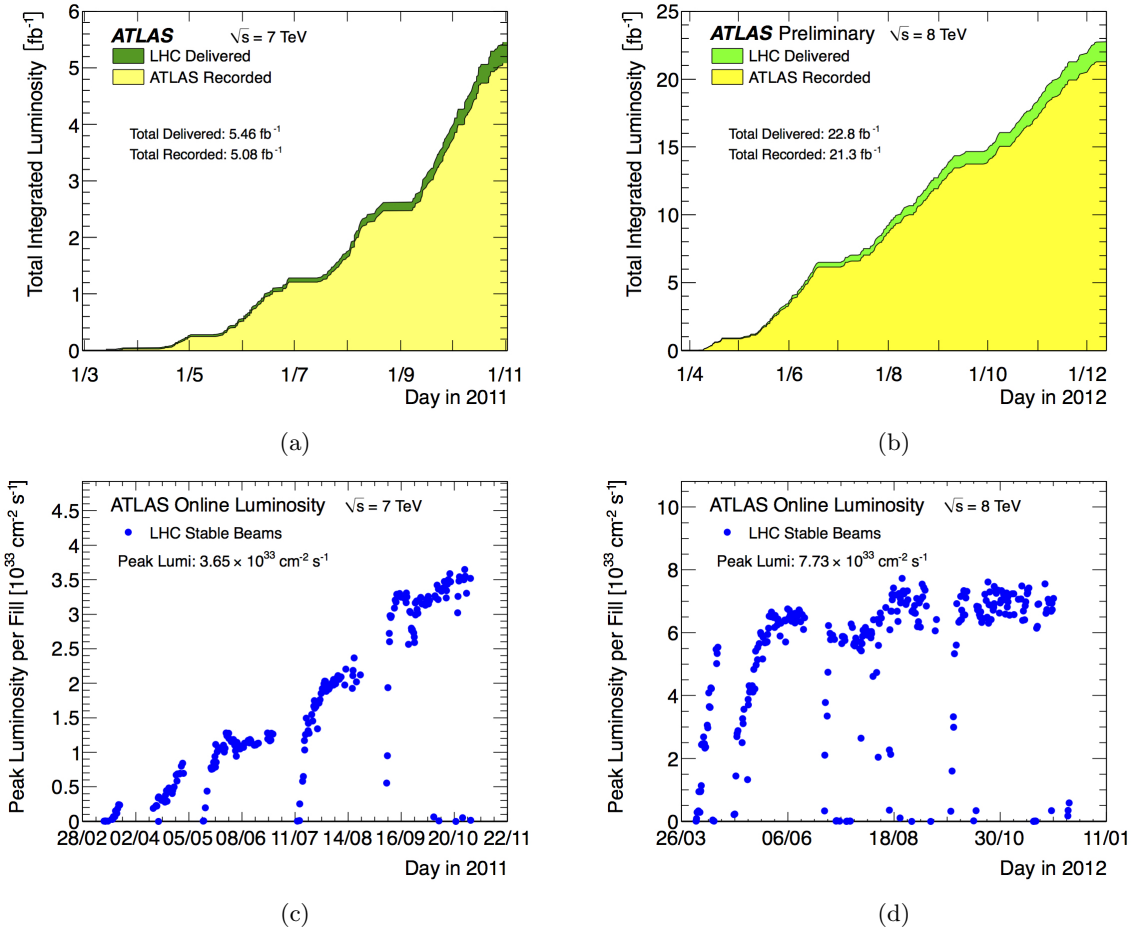 Total Integrated Luminosity [fb⁻¹]
6
5
4
3
2
1
0
ATLAS √s = 7 TeV
LHC Delivered
ATLAS Recorded
Total Delivered: 5.46 fb⁻¹
Total Recorded: 5.08 fb⁻¹
1/3 1/5 1/7 1/9 1/11
Day in 2011
(a)
Total Integrated Luminosity [fb⁻¹]
25
20
15
10
5
0
ATLAS Preliminary √s = 8 TeV
LHC Delivered
ATLAS Recorded
Total Delivered: 22.8 fb⁻¹
Total Recorded: 21.3 fb⁻¹
1/4 1/6 1/8 1/10 1/12
Day in 2012
(b)
Peak Luminosity per Fill [10³³ cm⁻² s⁻¹]
4.5
4
3.5
3
2.5
2
1.5
1
0.5
0
ATLAS Online Luminosity √s = 7 TeV
LHC Stable Beams
Peak Lumi: 3.65 × 10³³ cm⁻² s⁻¹
28/02 02/04 05/05 08/06 11/07 14/08 16/09 20/10 22/11
Day in 2011
(c)
Peak Luminosity per Fill [10³³ cm⁻² s⁻¹]
10
8
6
4
2
0
ATLAS Online Luminosity √s = 8 TeV
LHC Stable Beams
Peak Lumi: 7.73 × 10³³ cm⁻² s⁻¹
26/03 06/06 18/08 30/10 11/01
Day in 2012
(d)